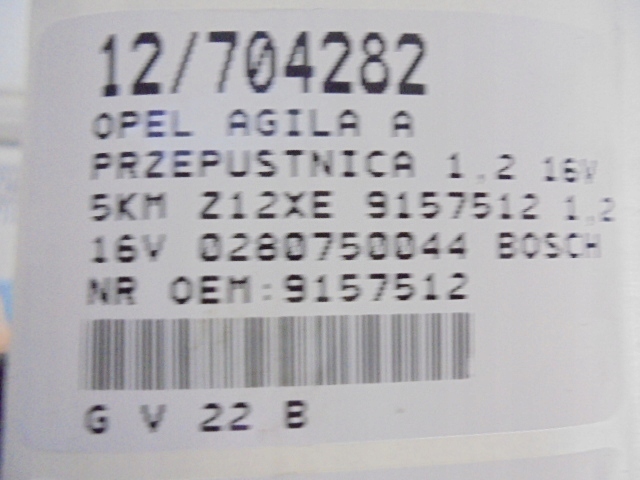 12/704282
OPEL AGILA A
PRZEPUSTNICA 1,2 16V
5KM Z12XE 9157512 1,2
16V 0280750044 BOSCH
NR OEM:9157512
G V 22 B